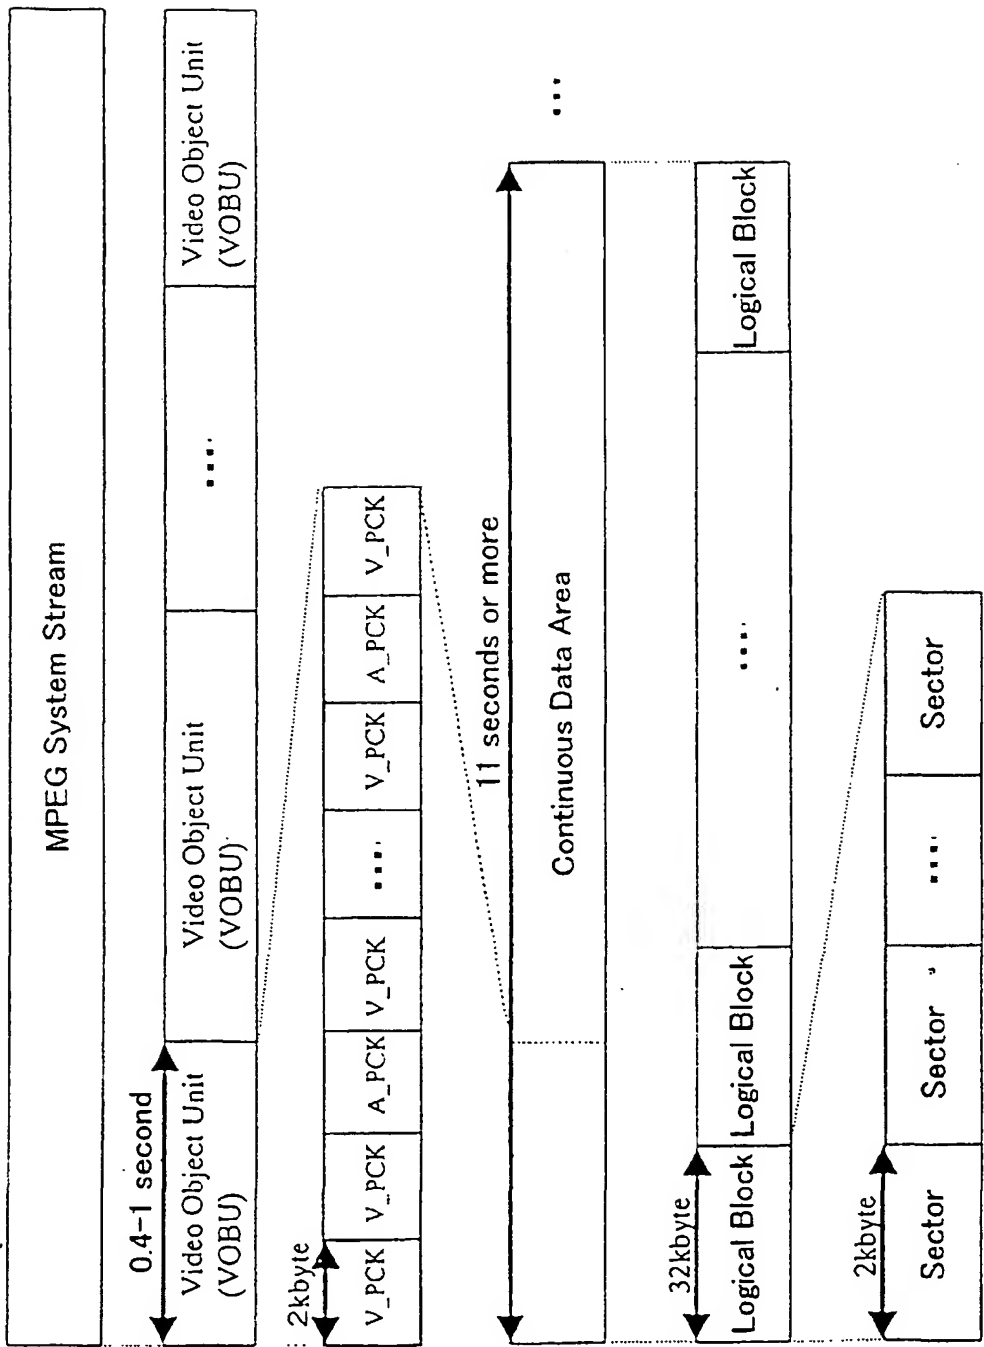 MPEG System Stream
0.4-1 second
Video Object Unit
(VOBU)
Video Object Unit
(VOBU)
....
Video Object Unit
(VOBU)
2kbyte
V_PCK
V_PCK
A_PCK
V_PCK
....
V_PCK
A_PCK
V_PCK
11 seconds or more
Continuous Data Area
...
32kbyte
Logical Block
Logical Block
....
Logical Block
2kbyte
Sector
Sector
....
Sector